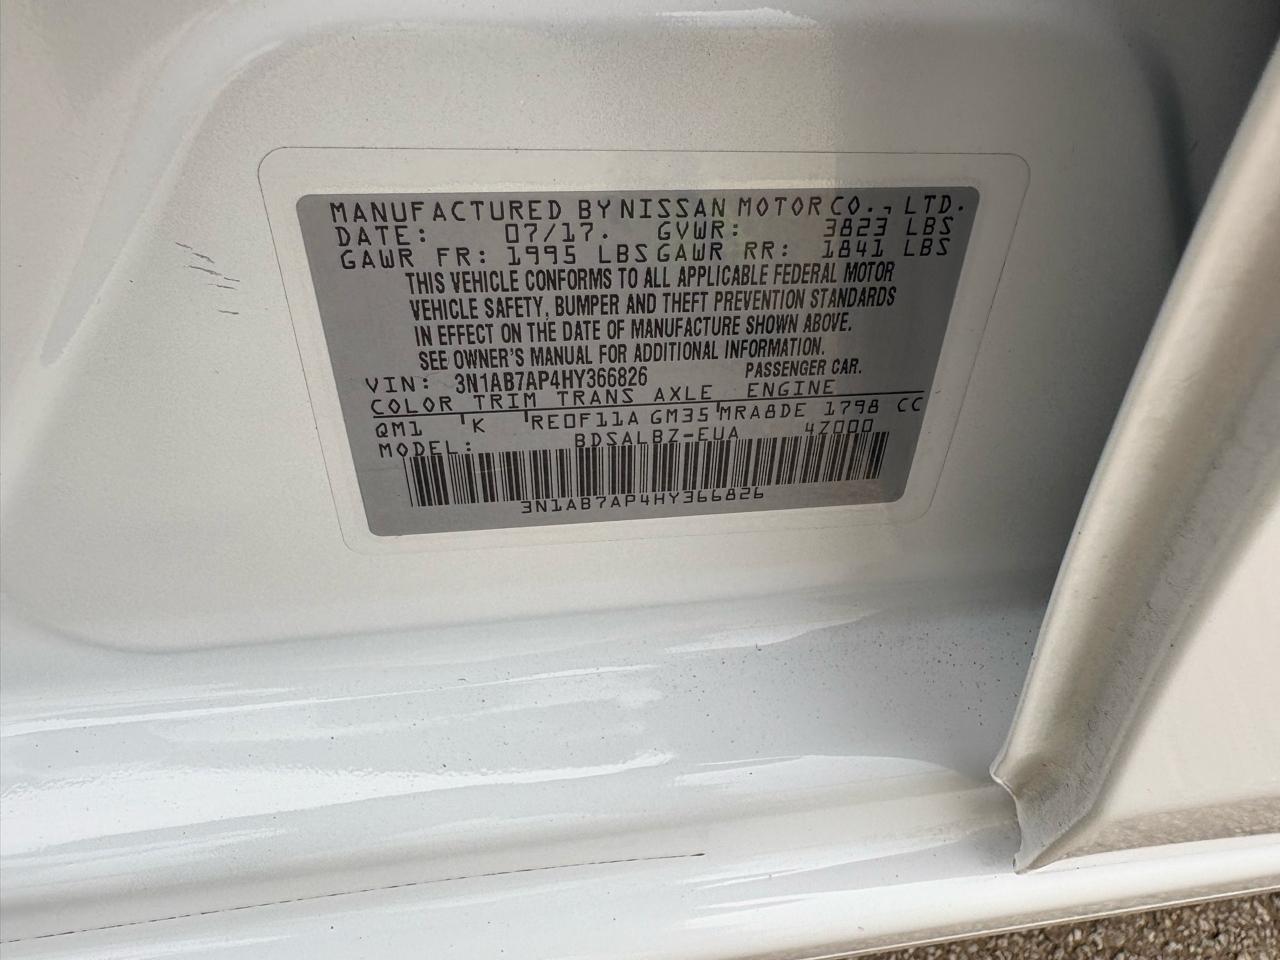 MANUFACTURED BY NISSAN MOTOR CO., LTD.
DATE: 07/17. GVWR: 3823 LBS
GAWR FR: 1995 LBS GAWR RR: 1841 LBS
THIS VEHICLE CONFORMS TO ALL APPLICABLE FEDERAL MOTOR
VEHICLE SAFETY, BUMPER AND THEFT PREVENTION STANDARDS
IN EFFECT ON THE DATE OF MANUFACTURE SHOWN ABOVE.
SEE OWNER'S MANUAL FOR ADDITIONAL INFORMATION.
VIN: 3N1AB7AP4HY366826 PASSENGER CAR.
COLOR TRIM TRANS AXLE ENGINE
QM1 K RE0F11A GM35 MRA8DE 1798 CC
MODEL: BDSALBZ-EUA 4Z000
3N1AB7AP4HY366826